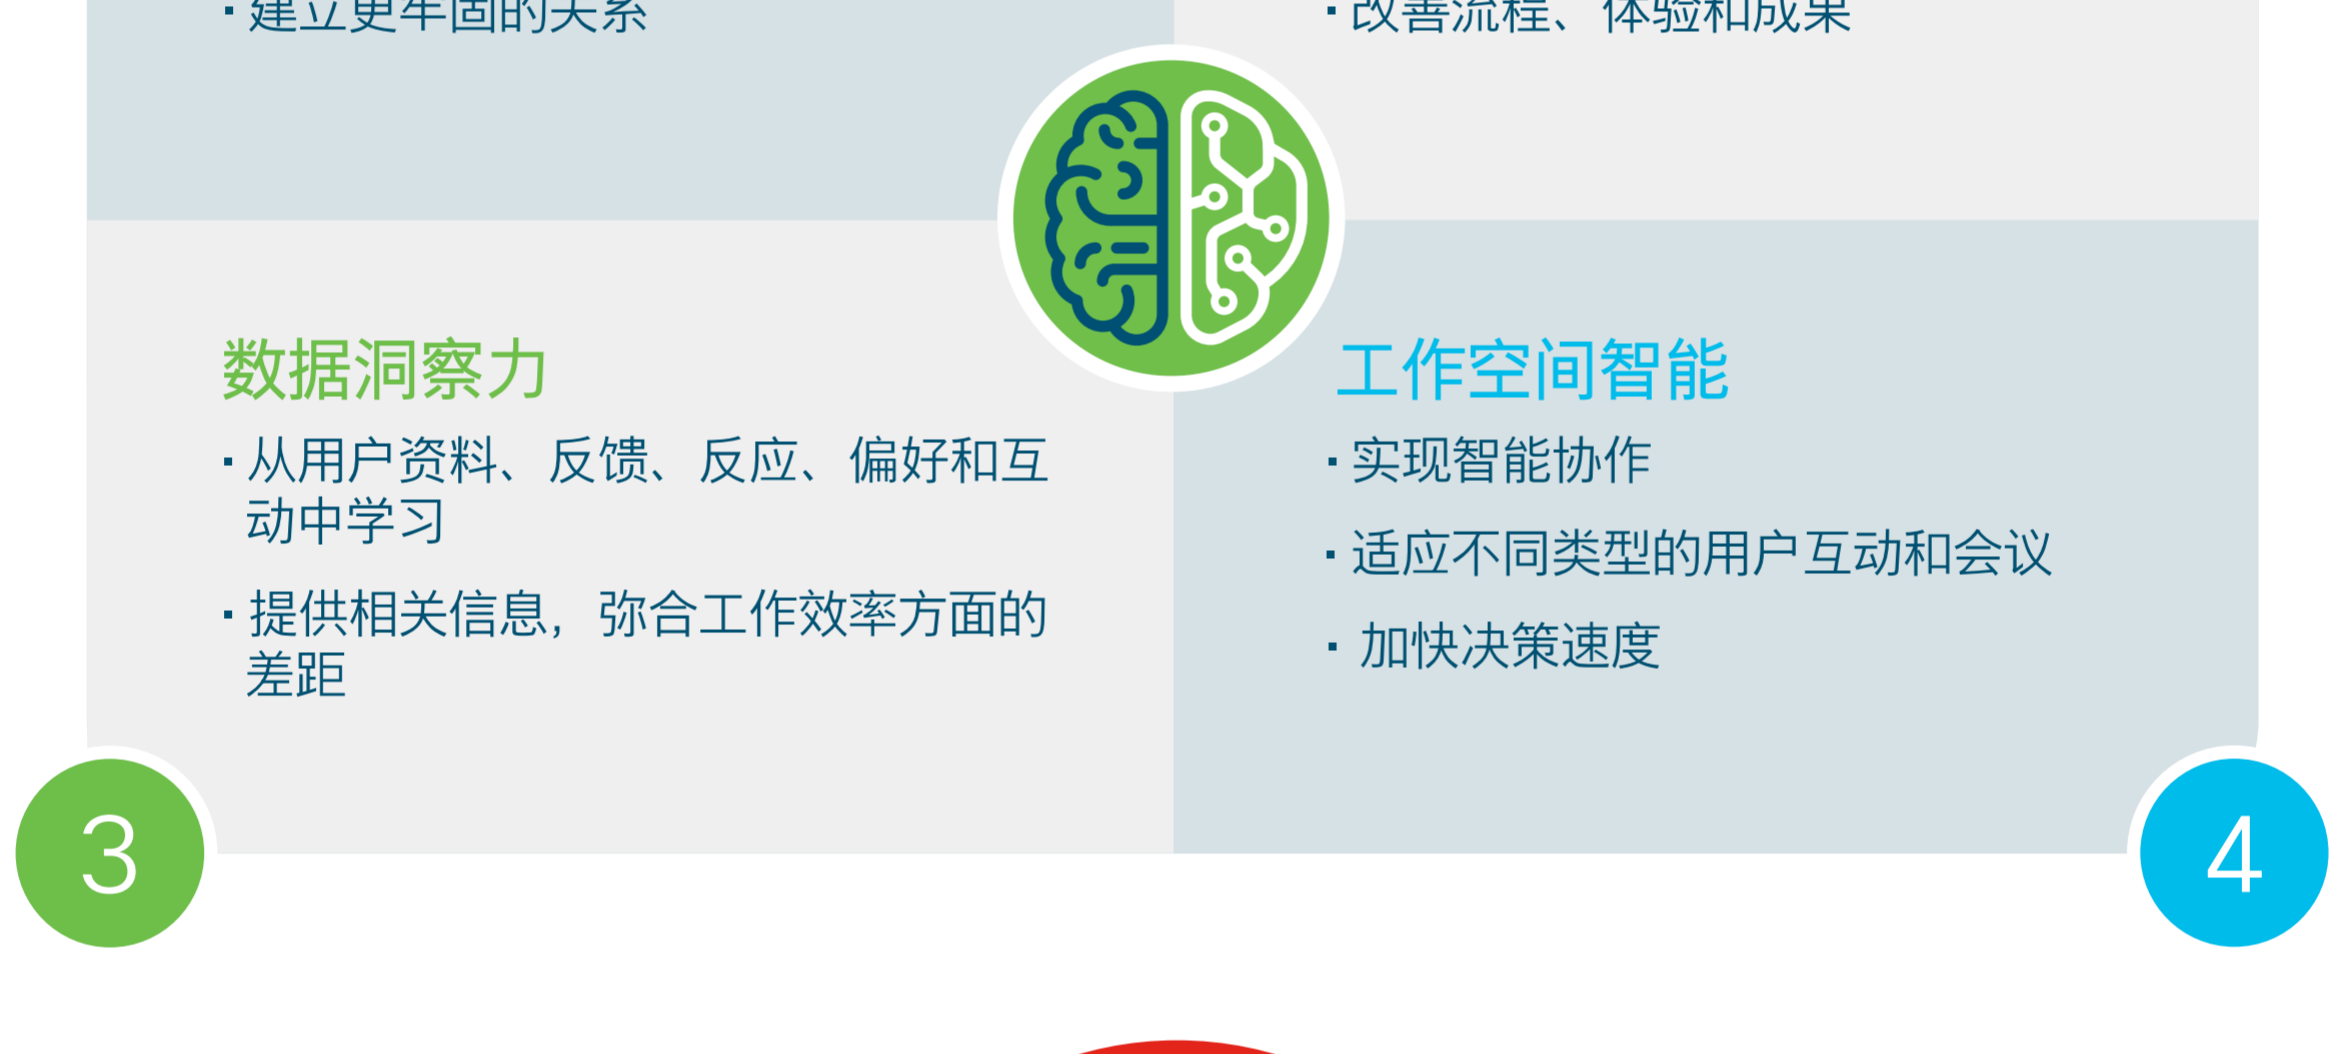 · 建立更牢固的关系
· 改善流程、体验和成果
数据洞察力
· 从用户资料、反馈、反应、偏好和互
动中学习
· 提供相关信息，弥合工作效率方面的
差距
工作空间智能
· 实现智能协作
· 适应不同类型的用户互动和会议
· 加快决策速度
3
4